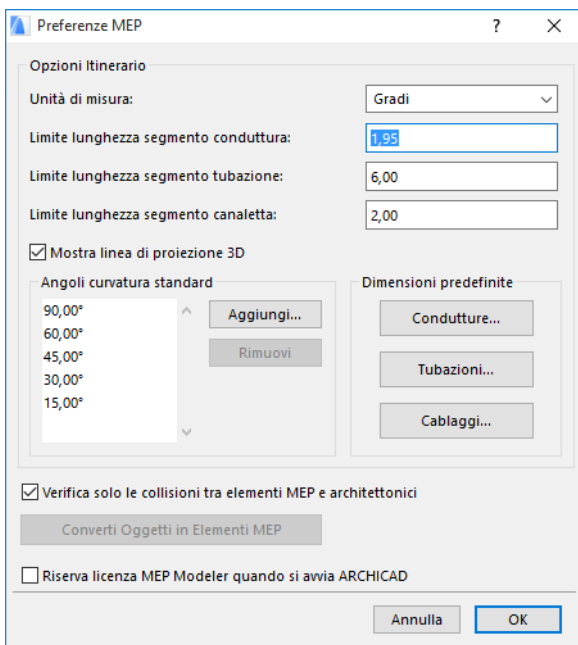 Preferenze MEP
?
Opzioni Itinerario
Unità di misura: Gradi
Limite lunghezza segmento conduttura: 1,95
Limite lunghezza segmento tubazione: 6,00
Limite lunghezza segmento canaletta: 2,00
Mostra linea di proiezione 3D
Angoli curvatura standard
90,00°
60,00°
45,00°
30,00°
15,00°
Aggiungi...
Rimuovi
Dimensioni predefinite
Condutture...
Tubazioni...
Cablaggi...
Verifica solo le collisioni tra elementi MEP e architettonici
Converti Oggetti in Elementi MEP
Riserva licenza MEP Modeler quando si avvia ARCHICAD
Annulla OK